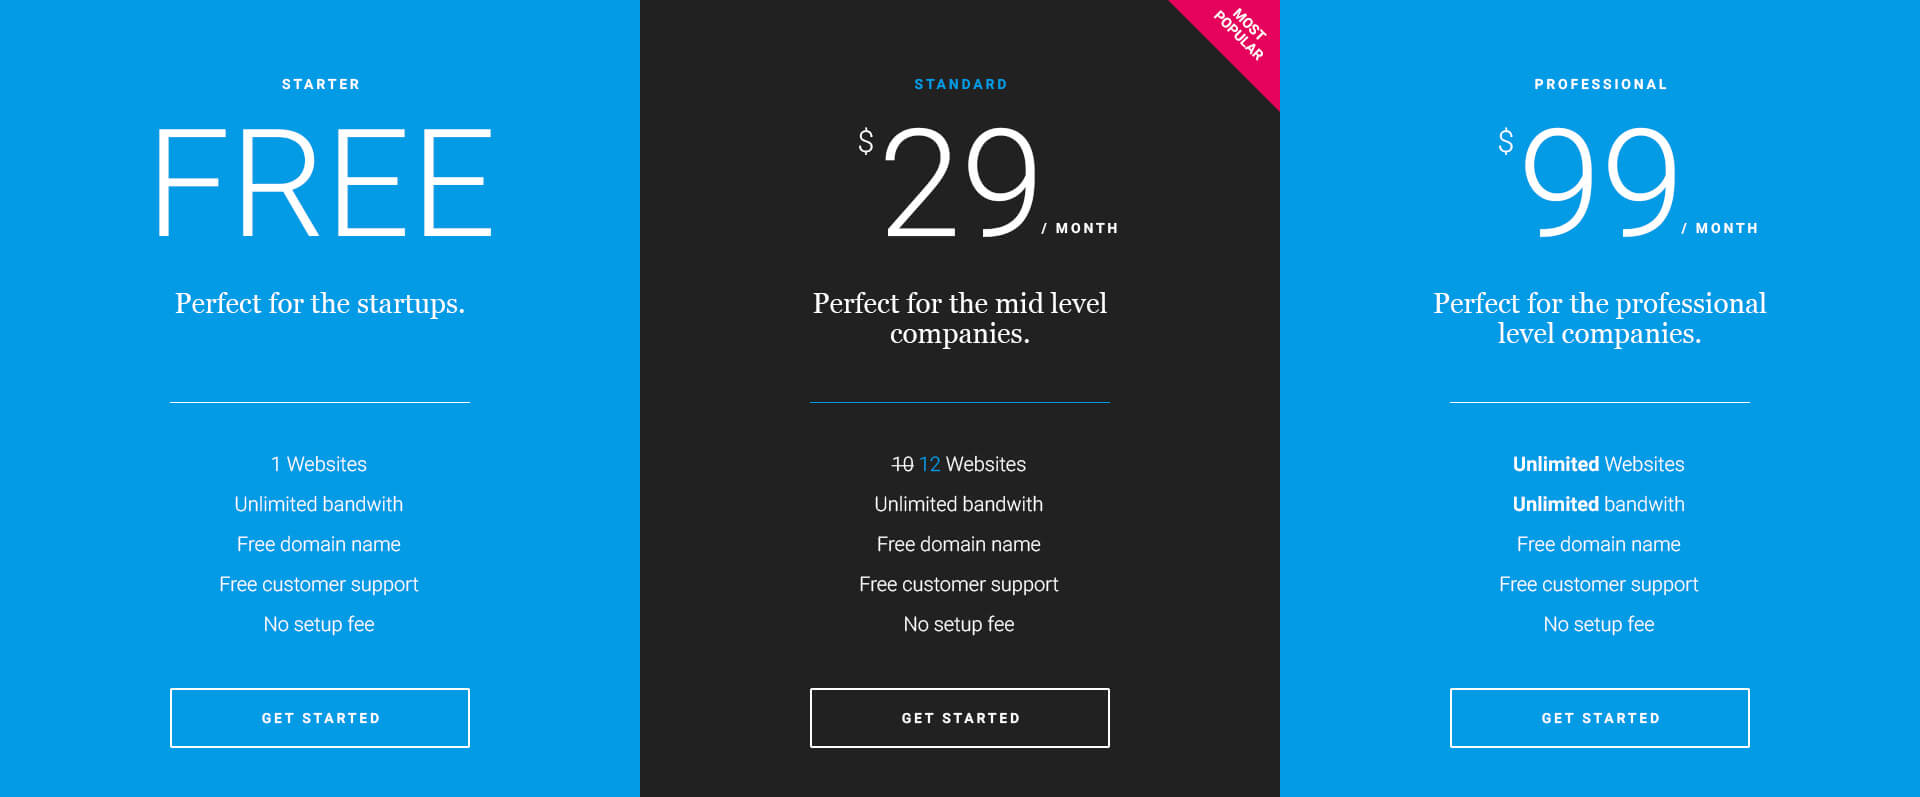 STARTER
FREE
Perfect for the startups.
1 Websites
Unlimited bandwith
Free domain name
Free customer support
No setup fee
GET STARTED
MOST
POPULAR
STANDARD
$29 / MONTH
Perfect for the mid level
companies.
10 12 Websites
Unlimited bandwith
Free domain name
Free customer support
No setup fee
GET STARTED
PROFESSIONAL
$99 / MONTH
Perfect for the professional
level companies.
Unlimited Websites
Unlimited bandwith
Free domain name
Free customer support
No setup fee
GET STARTED